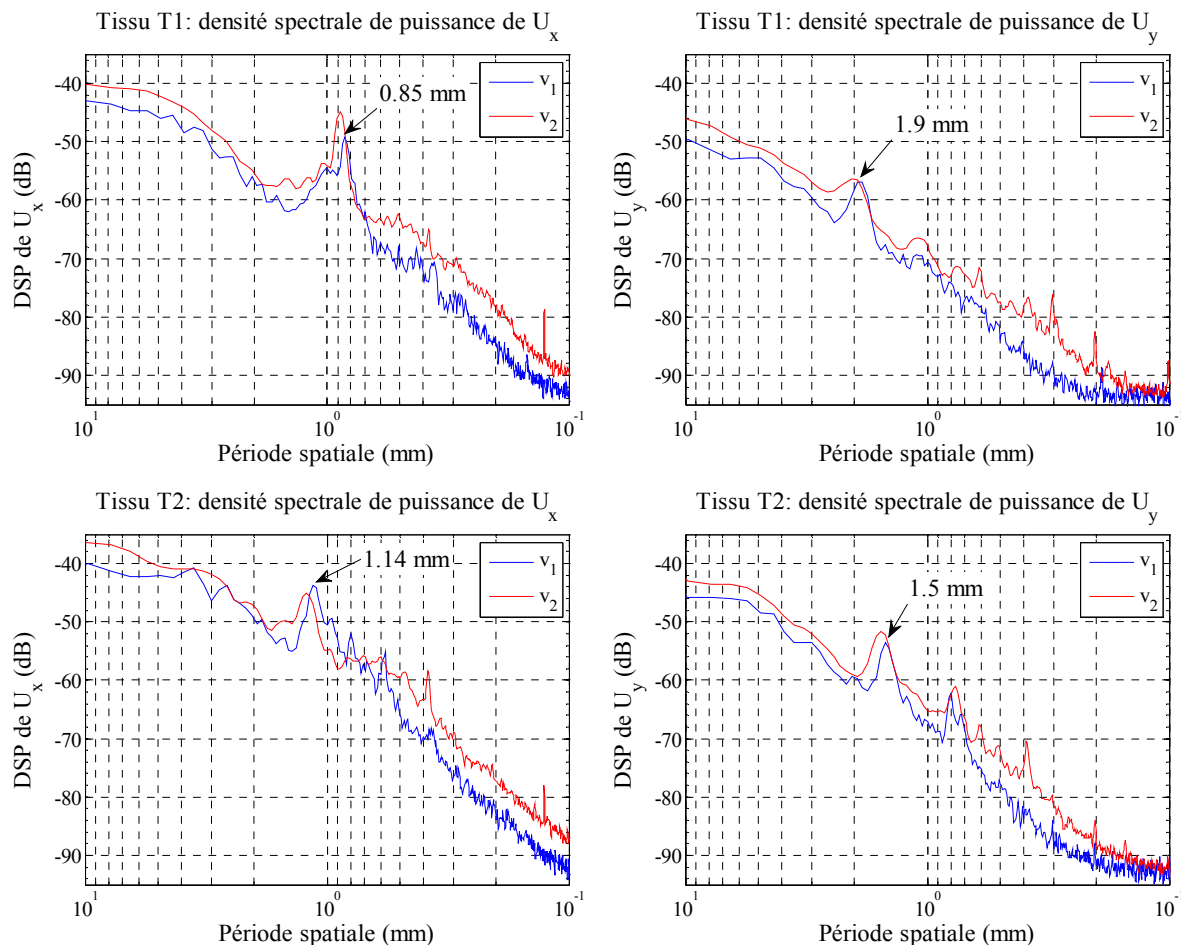 Tissu T1: densité spectrale de puissance de U_x
DSP de U_x (dB)
-40
-50
-60
-70
-80
-90
0.85 mm
v_1
v_2
10^1 10^0 10^-1
Période spatiale (mm)
Tissu T1: densité spectrale de puissance de U_y
DSP de U_y (dB)
-40
-50
-60
-70
-80
-90
1.9 mm
v_1
v_2
10^1 10^0 10^-1
Période spatiale (mm)
Tissu T2: densité spectrale de puissance de U_x
DSP de U_x (dB)
-40
-50
-60
-70
-80
-90
1.14 mm
v_1
v_2
10^1 10^0 10^-1
Période spatiale (mm)
Tissu T2: densité spectrale de puissance de U_y
DSP de U_y (dB)
-40
-50
-60
-70
-80
-90
1.5 mm
v_1
v_2
10^1 10^0 10^-1
Période spatiale (mm)